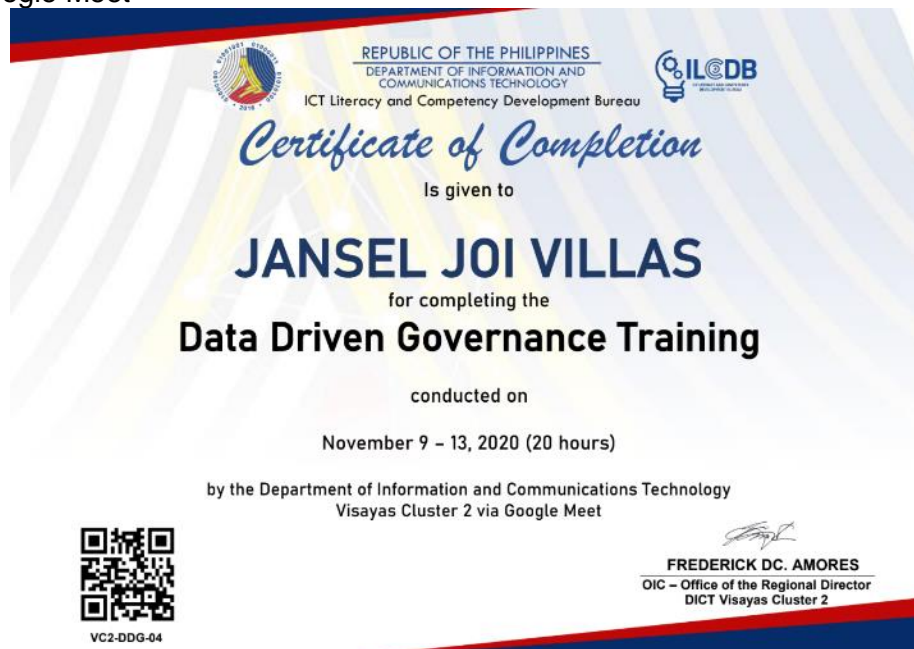 REPUBLIC OF THE PHILIPPINES
DEPARTMENT OF INFORMATION AND
COMMUNICATIONS TECHNOLOGY
ICT Literacy and Competency Development Bureau
ILCDB
Certificate of Completion
Is given to
JANSEL JOI VILLAS
for completing the
Data Driven Governance Training
conducted on
November 9 – 13, 2020 (20 hours)
by the Department of Information and Communications Technology
Visayas Cluster 2 via Google Meet
FREDERICK DC. AMORES
OIC – Office of the Regional Director
DICT Visayas Cluster 2
VC2-DDG-04